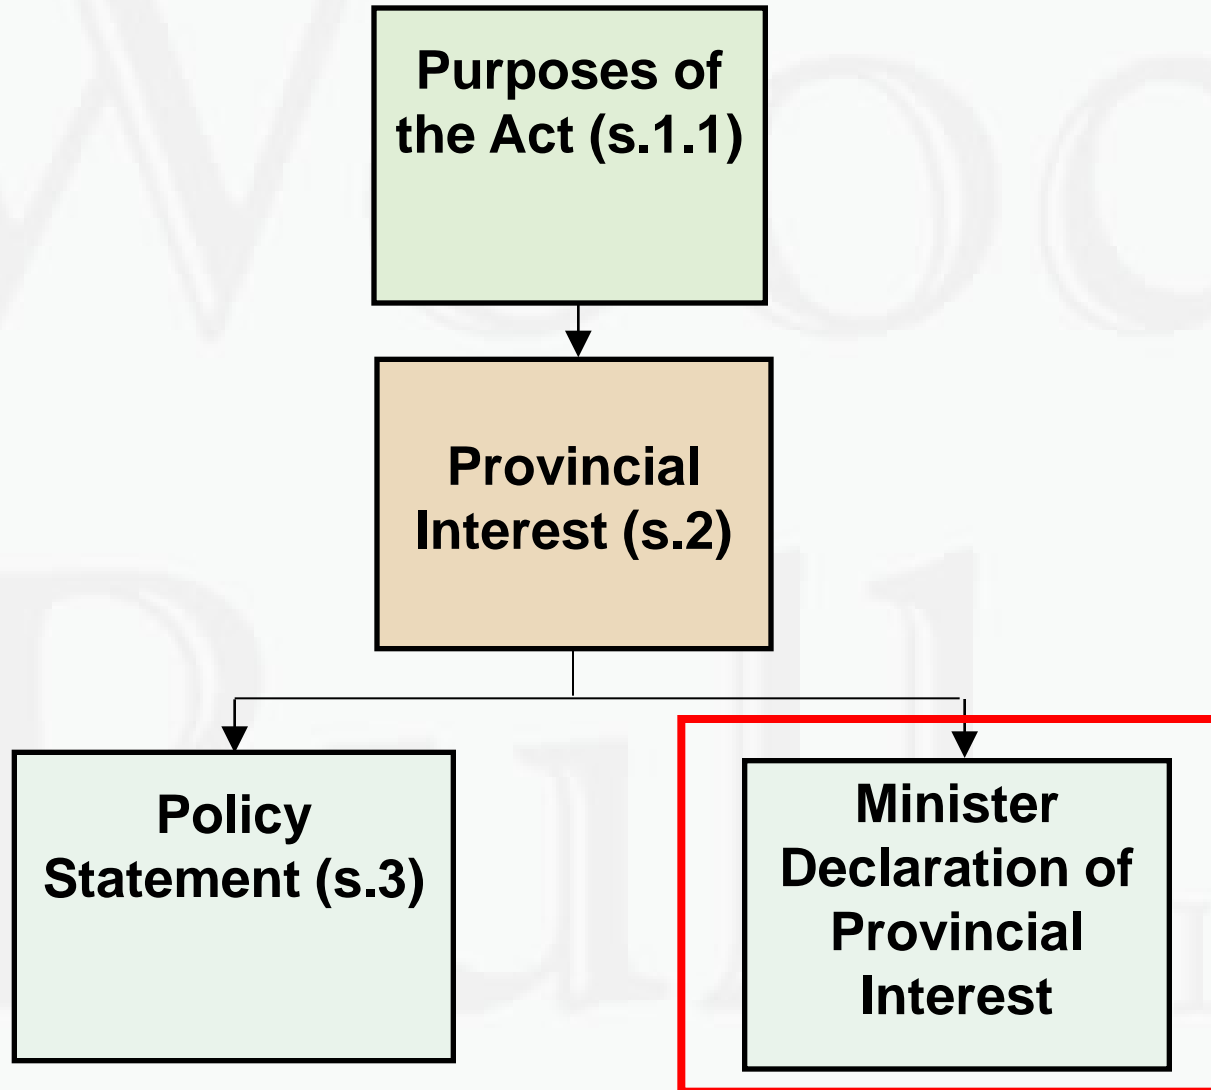 Purposes of
the Act (s.1.1)
Provincial
Interest (s.2)
Policy
Statement (s.3)
Minister
Declaration of
Provincial
Interest